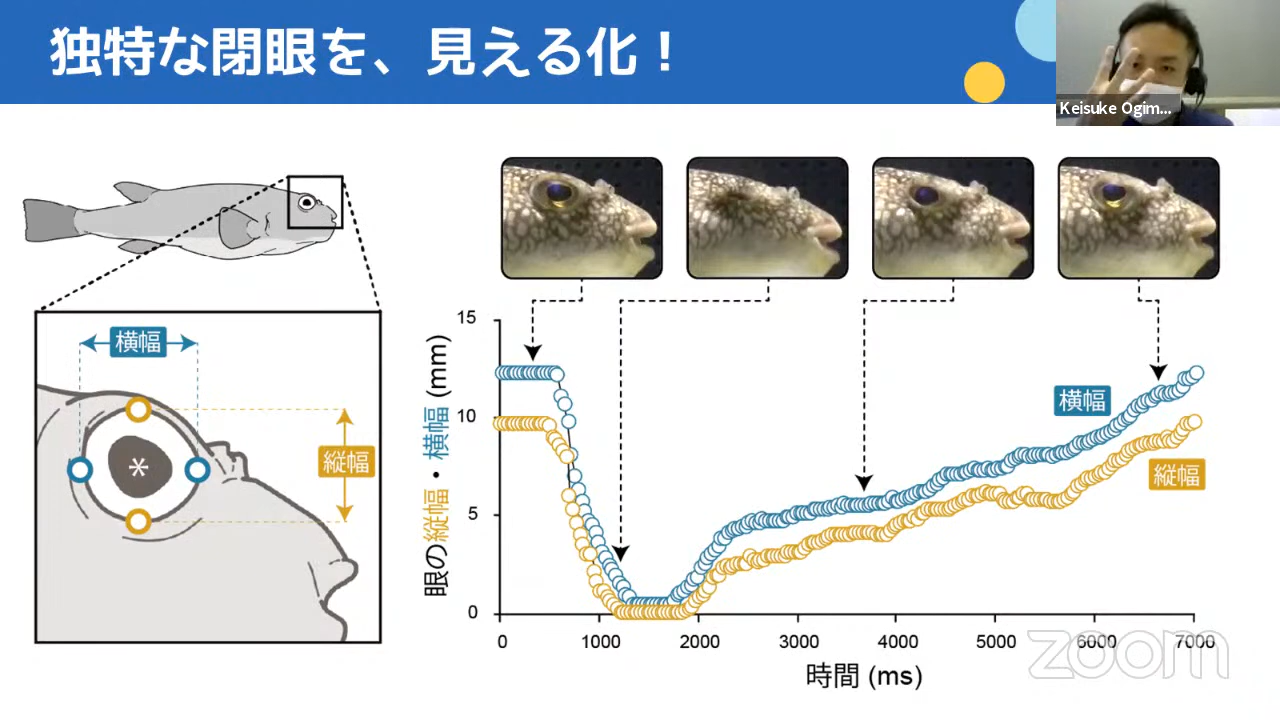 独特な閉眼を、見える化！
Keisuke Ogim...
横幅
*
縦幅
眼の縦幅・横幅 (mm)
15
10
5
0
横幅
縦幅
0 1000 2000 3000 4000 5000 6000 7000
時間 (ms)
zoom